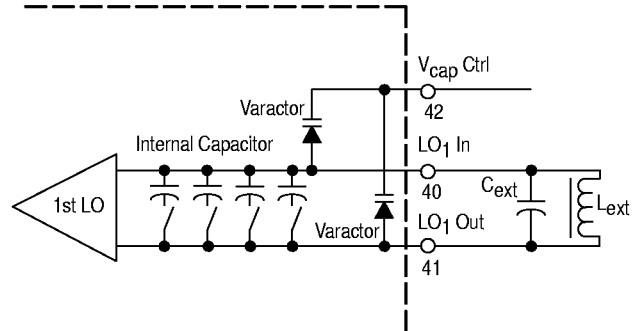 Vcap Ctrl
Varactor
42
Internal Capacitor
LO1 In
1st LO
40
Cext
Lext
Varactor
LO1 Out
41